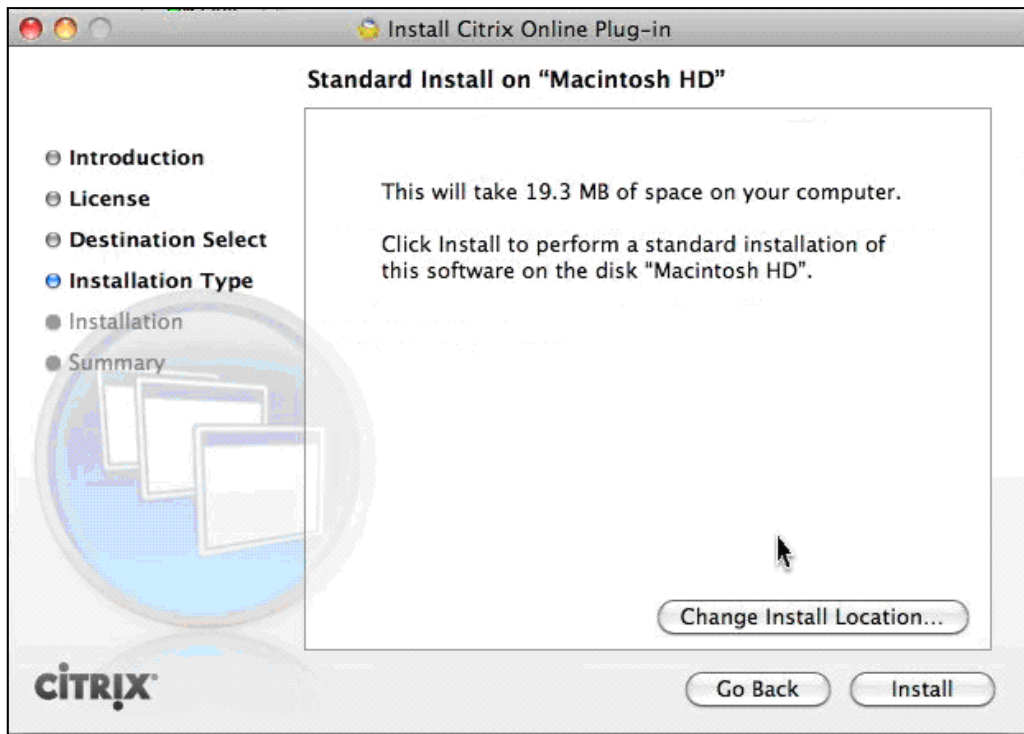 Install Citrix Online Plug-in
Standard Install on “Macintosh HD”
Introduction
License
Destination Select
Installation Type
Installation
Summary
This will take 19.3 MB of space on your computer.
Click Install to perform a standard installation of
this software on the disk “Macintosh HD”.
Change Install Location...
CITRIX
Go Back
Install